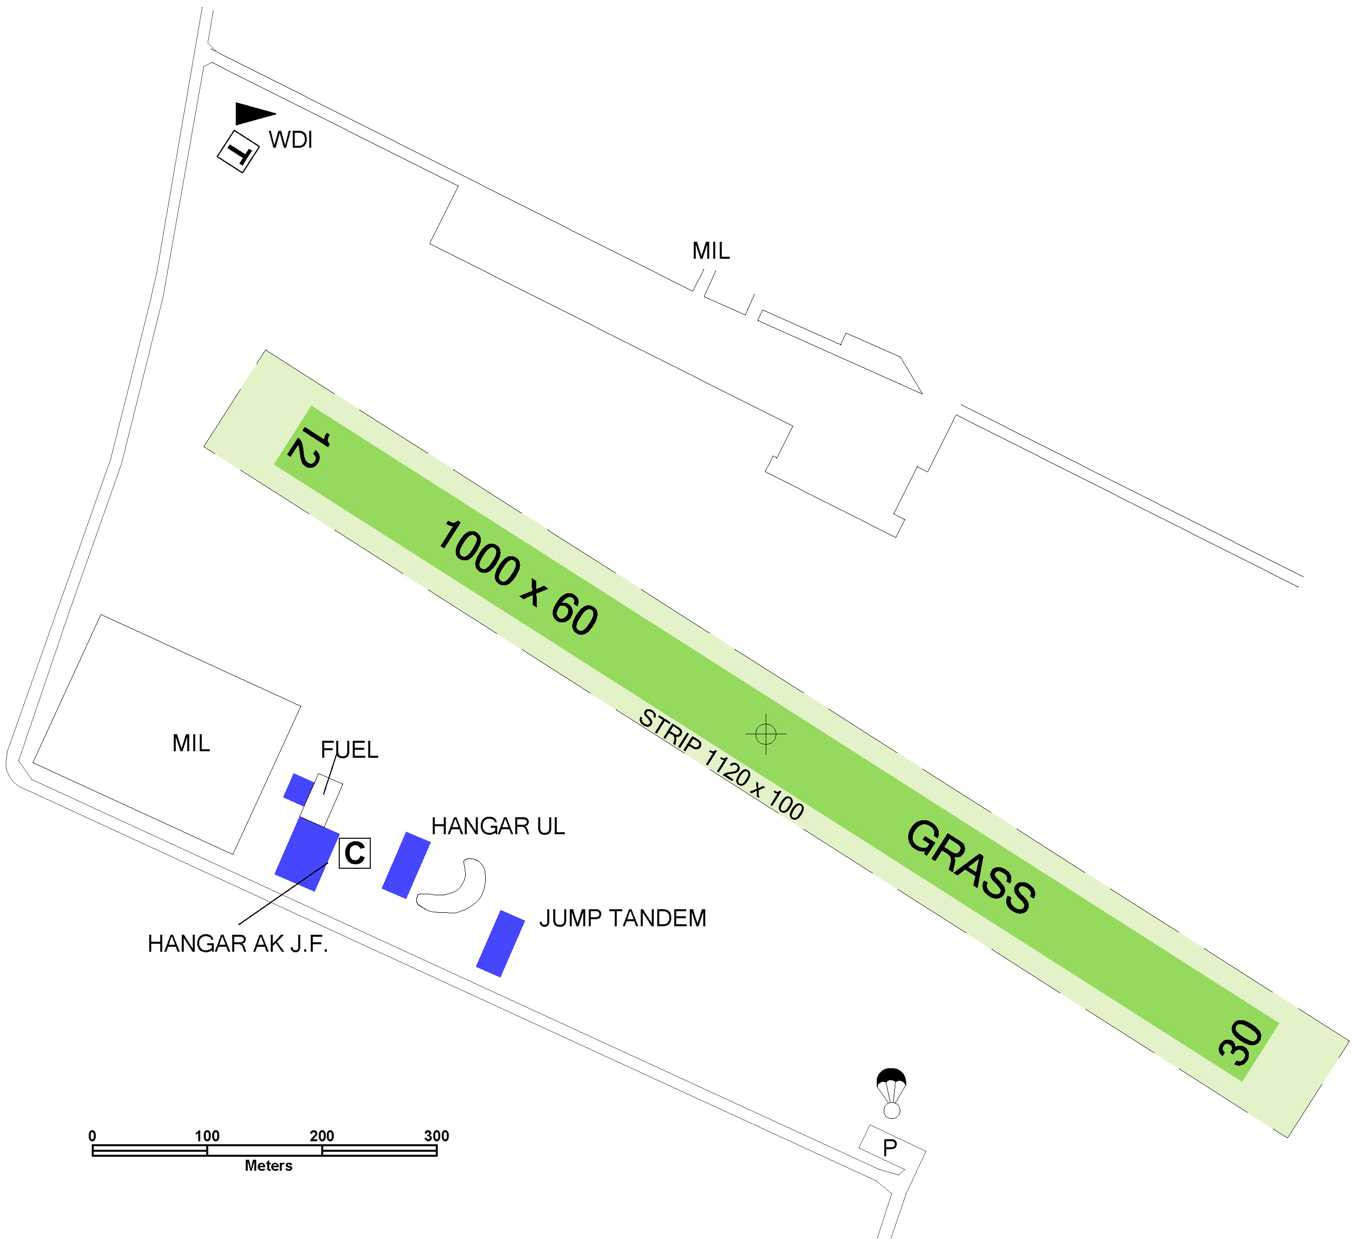 WDI
T
MIL
12
1000 x 60
STRIP 1120 x 100
GRASS
30
MIL
FUEL
HANGAR UL
C
JUMP TANDEM
HANGAR AK J.F.
P
0 100 200 300
Meters